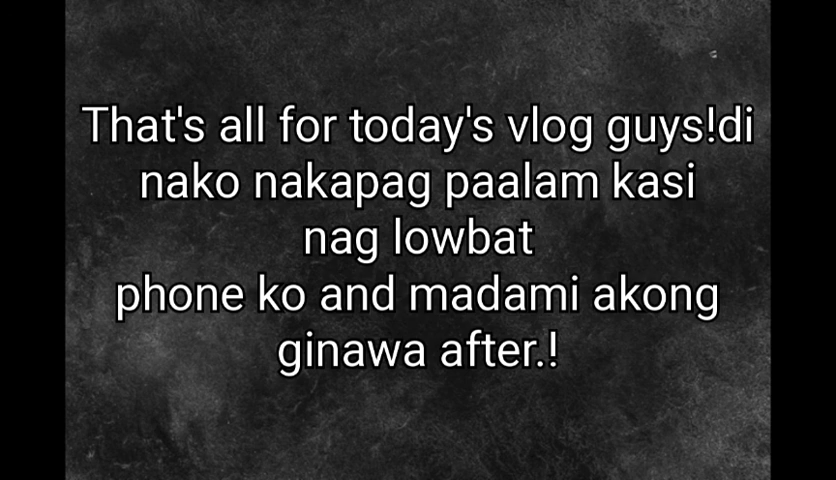 That's all for today's vlog guys!di
nako nakapag paalam kasi
nag lowbat
phone ko and madami akong
ginawa after.!